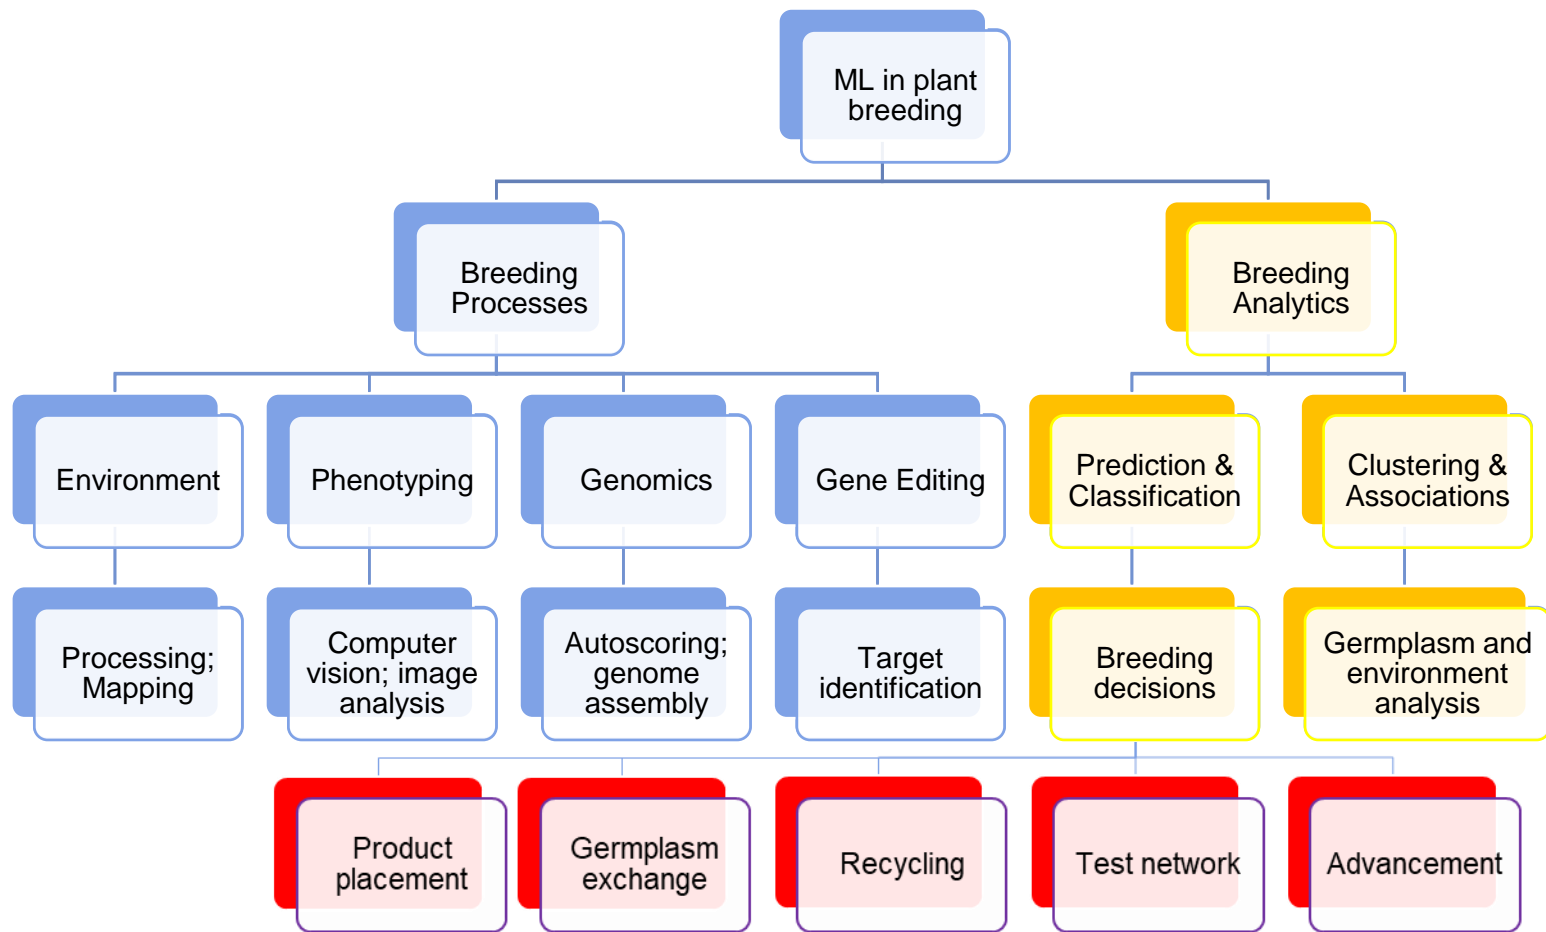 ML in plant
breeding
Breeding
Processes
Breeding
Analytics
Environment
Phenotyping
Genomics
Gene Editing
Prediction &
Classification
Clustering &
Associations
Processing;
Mapping
Computer
vision; image
analysis
Autoscoring;
genome
assembly
Target
identification
Breeding
decisions
Germplasm and
environment
analysis
Product
placement
Germplasm
exchange
Recycling
Test network
Advancement